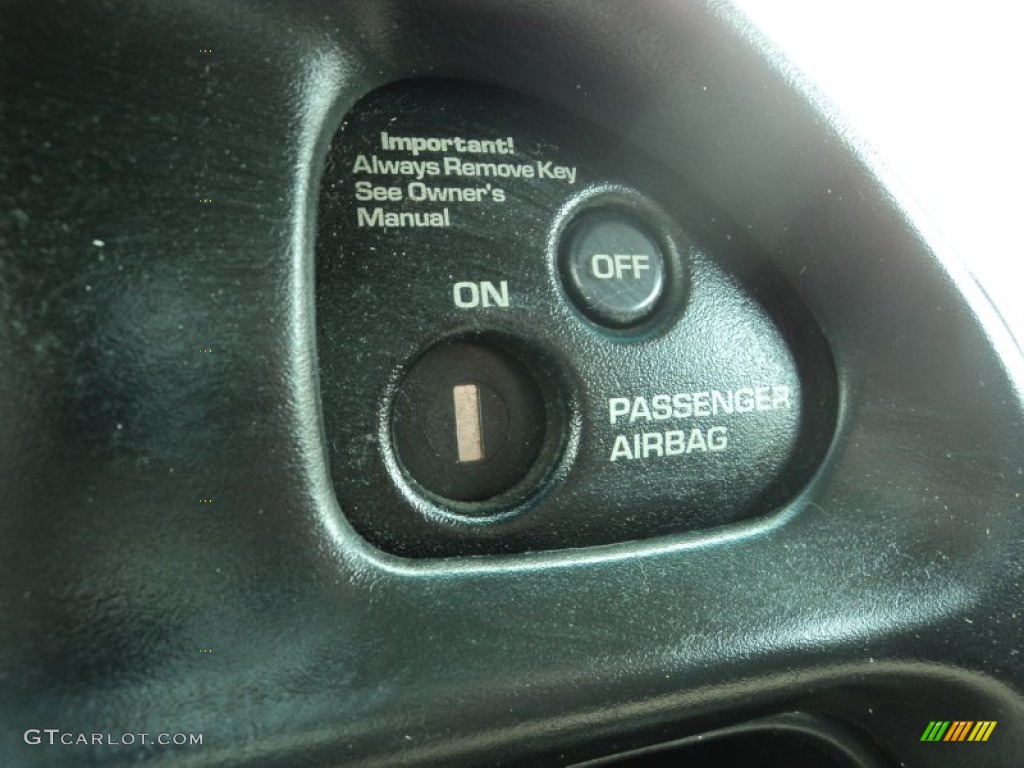 Important!
Always Remove Key
See Owner's
Manual
OFF
ON
PASSENGER
AIRBAG
GTCARLOT.COM